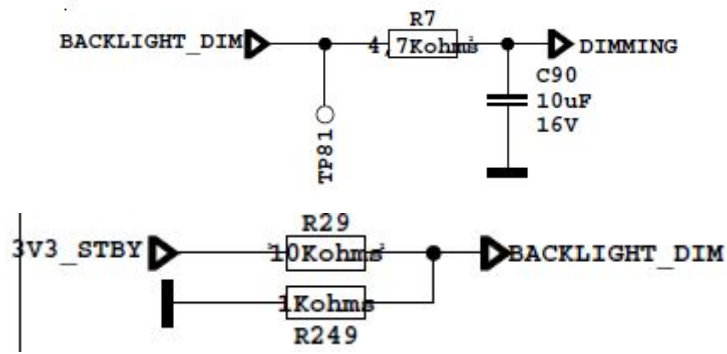 R7
BACKLIGHT_DIM 4,7Kohms DIMMING
C90
10uF
16V
TP81
R29
3V3_STBY 10Kohms BACKLIGHT_DIM
1Kohms
R249